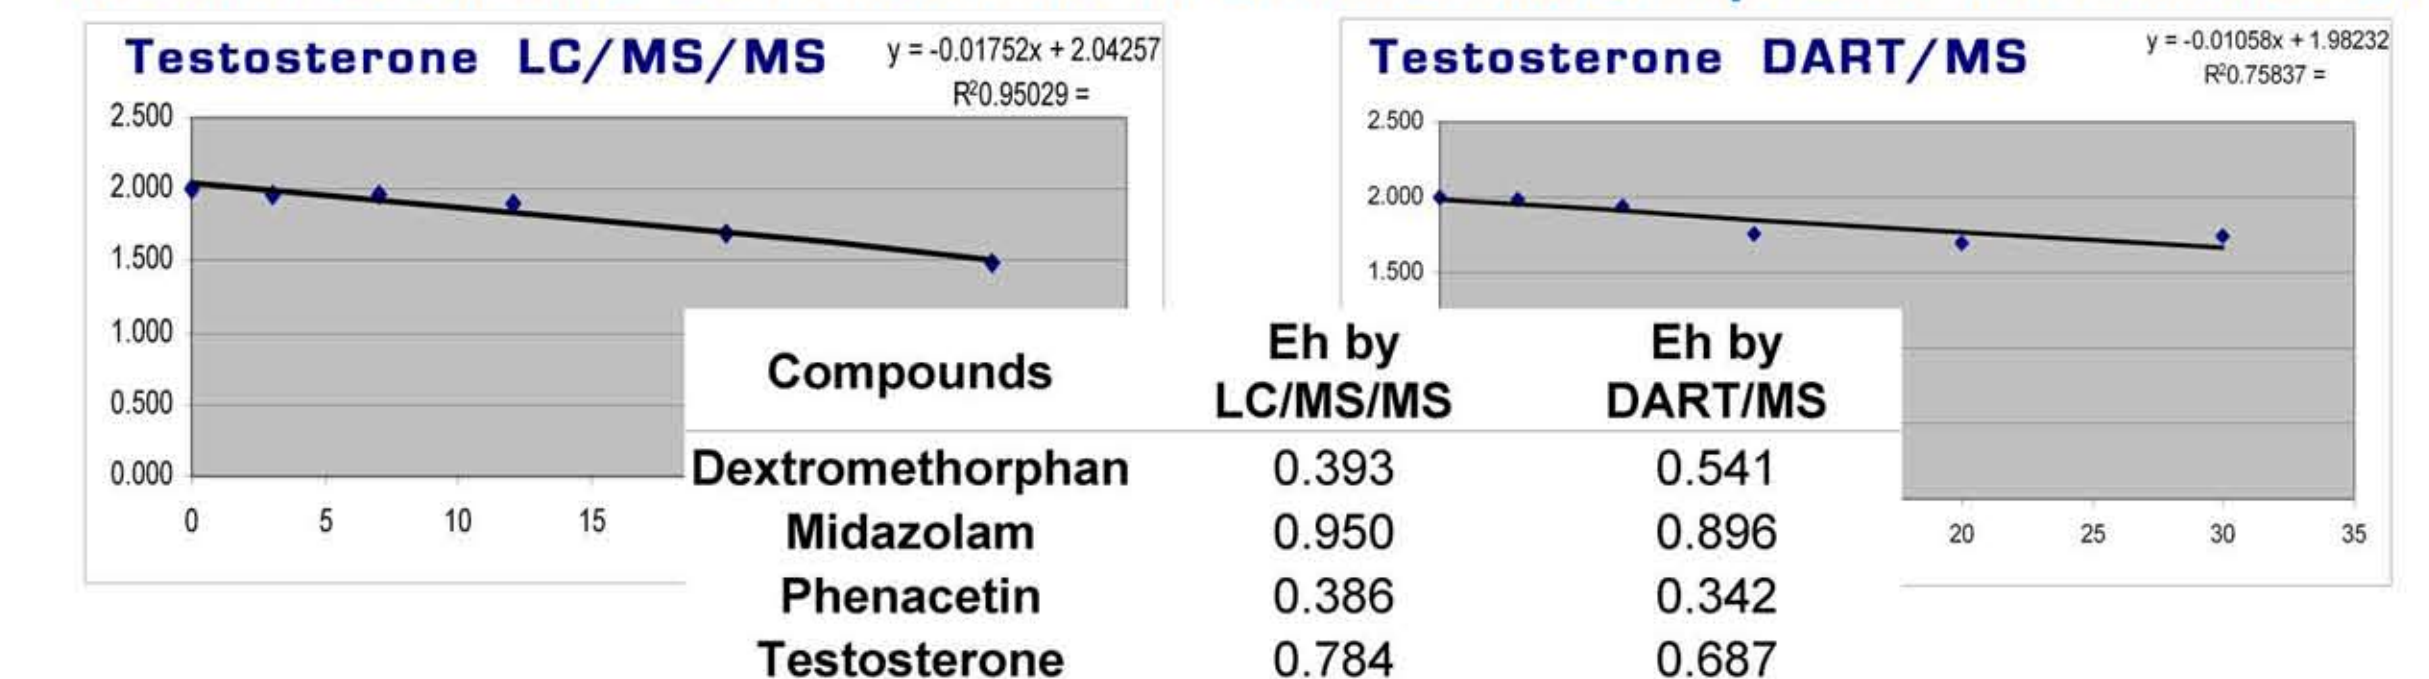 Testosterone LC/MS/MS
y = -0.01752x + 2.04257
R²0.95029 =
2.500
2.000
1.500
1.000
0.500
0.000
0 5 10 15
Testosterone DART/MS
y = -0.01058x + 1.98232
R²0.75837 =
2.500
2.000
1.500
20 25 30 35
Compounds Eh by LC/MS/MS Eh by DART/MS
Dextromethorphan 0.393 0.541
Midazolam 0.950 0.896
Phenacetin 0.386 0.342
Testosterone 0.784 0.687